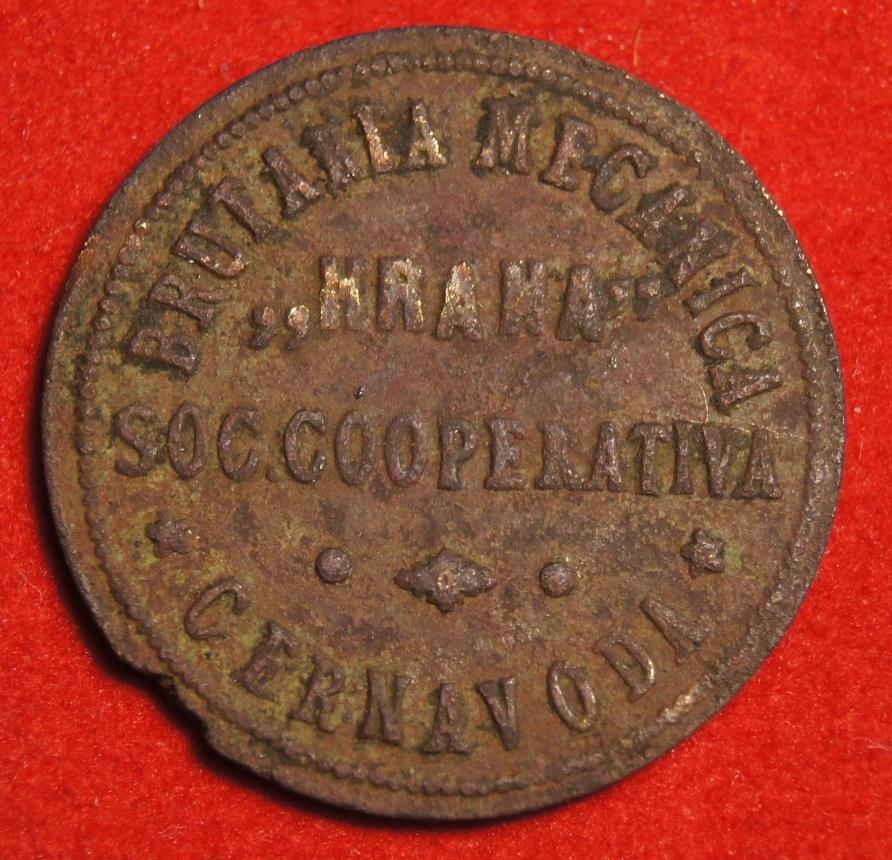 BRUTARIA MECANICA
„HRANA”
SOC.COOPERATIVA
CERNAVODA